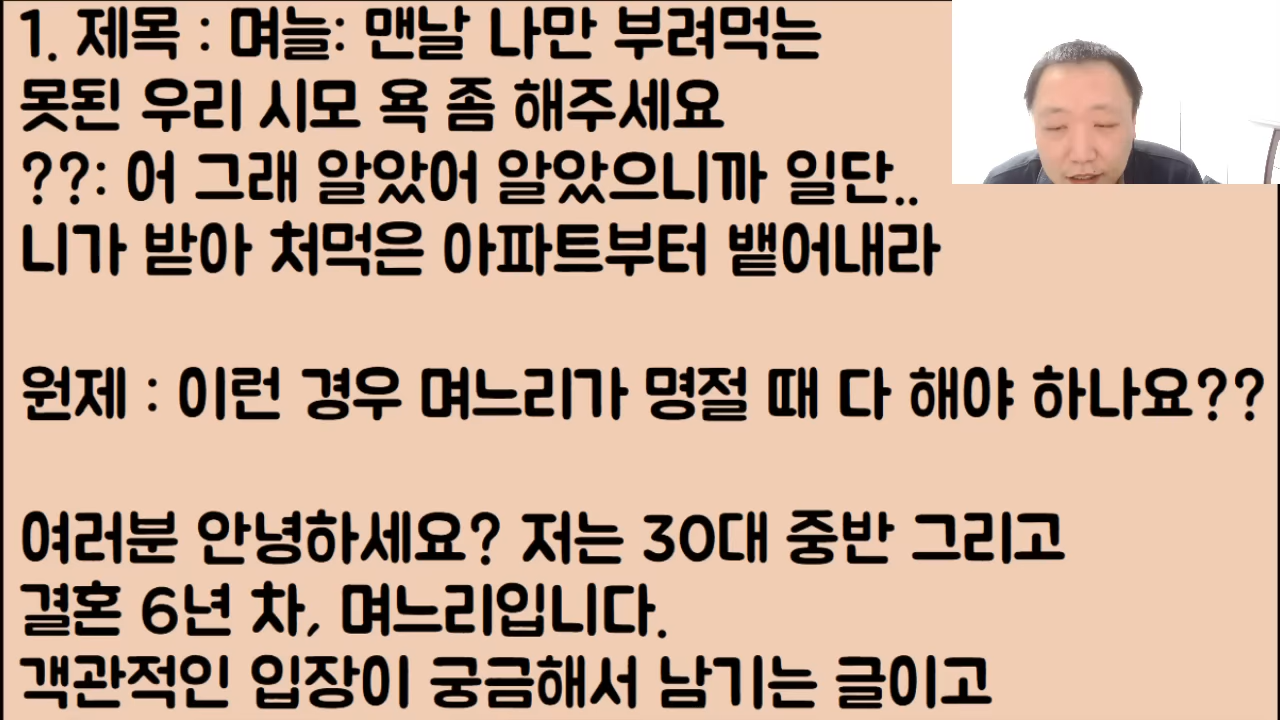 1. 제목 : 며늘: 맨날 나만 부려먹는
못된 우리 시모 욕 좀 해주세요
??: 어 그래 알았어 알았으니까 일단..
니가 받아 처먹은 아파트부터 뱉어내라
원제 : 이런 경우 며느리가 명절 때 다 해야 하나요??
여러분 안녕하세요? 저는 30대 중반 그리고
결혼 6년 차, 며느리입니다.
객관적인 입장이 궁금해서 남기는 글이고